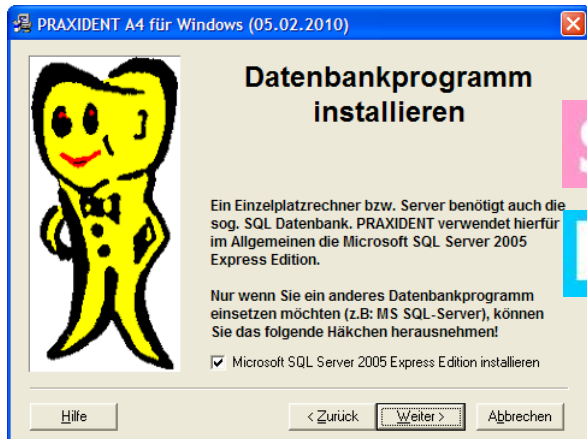 PRAXIDENT A4 für Windows (05.02.2010)
Datenbankprogramm
installieren
Ein Einzelplatzrechner bzw. Server benötigt auch die
sog. SQL Datenbank. PRAXIDENT verwendet hierfür
im Allgemeinen die Microsoft SQL Server 2005
Express Edition.
Nur wenn Sie ein anderes Datenbankprogramm
einsetzen möchten (z.B: MS SQL-Server), können
Sie das folgende Häkchen herausnehmen!
Microsoft SQL Server 2005 Express Edition installieren
Hilfe
< Zurück
Weiter >
Abbrechen